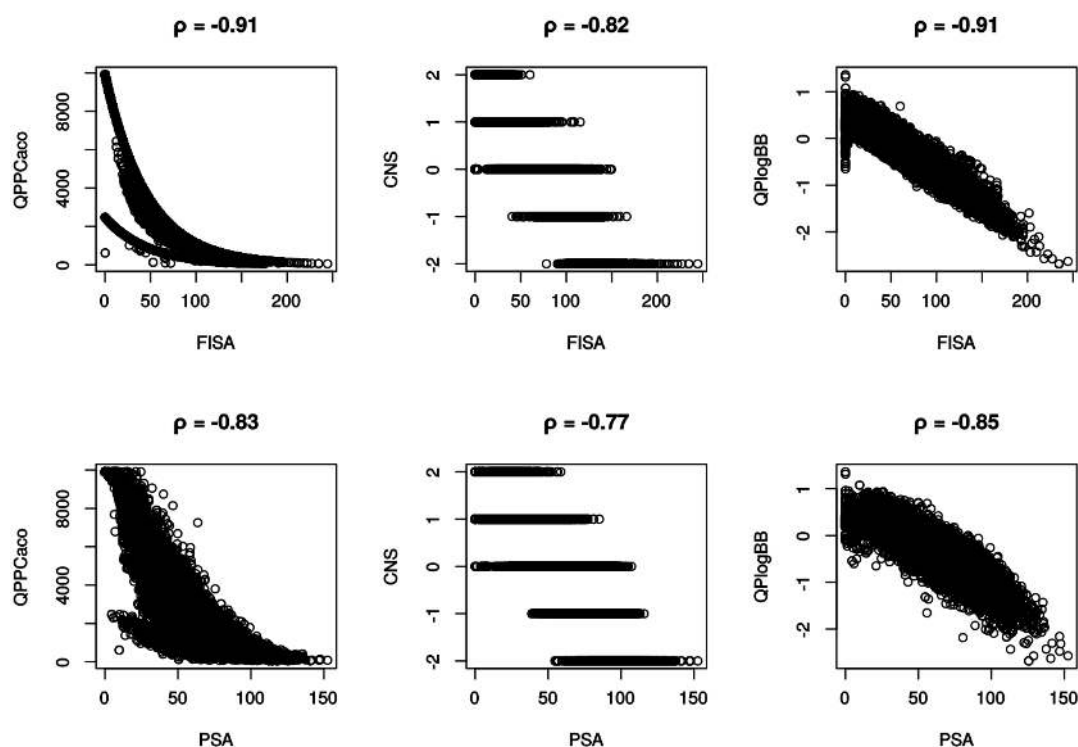 ρ = -0.91
QPPCaco
8000
4000
0
0 50 100 200
FISA
ρ = -0.82
CNS
2
1
0
-1
-2
0 50 100 200
FISA
ρ = -0.91
QPlogBB
1
0
-1
-2
0 50 100 200
FISA
ρ = -0.83
QPPCaco
8000
4000
0
0 50 100 150
PSA
ρ = -0.77
CNS
2
1
0
-1
-2
0 50 100 150
PSA
ρ = -0.85
QPlogBB
1
0
-1
-2
0 50 100 150
PSA